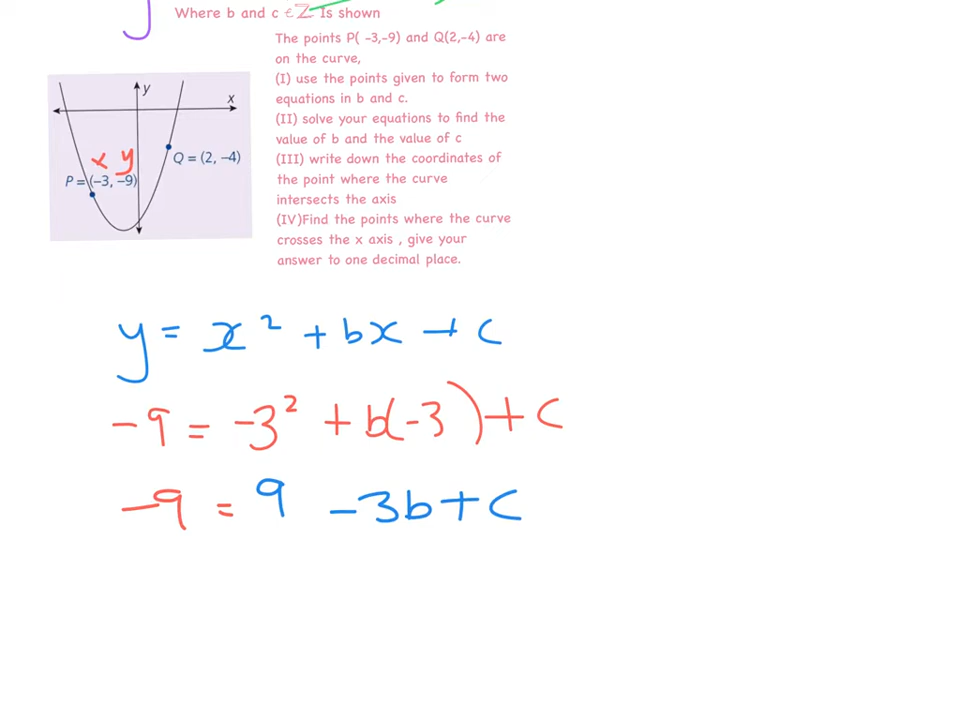 Where b and c ∈ ℤ Is shown
The points P( -3,-9) and Q(2,-4) are
on the curve,
(I) use the points given to form two
equations in b and c.
(II) solve your equations to find the
value of b and the value of c
(III) write down the coordinates of
the point where the curve
intersects the axis
(IV)Find the points where the curve
crosses the x axis , give your
answer to one decimal place.
y
x
x y
Q = (2, –4)
P = (–3, –9)
y = x² + bx + c
-9 = -3² + b(-3) + c
-9 = 9 -3b + c